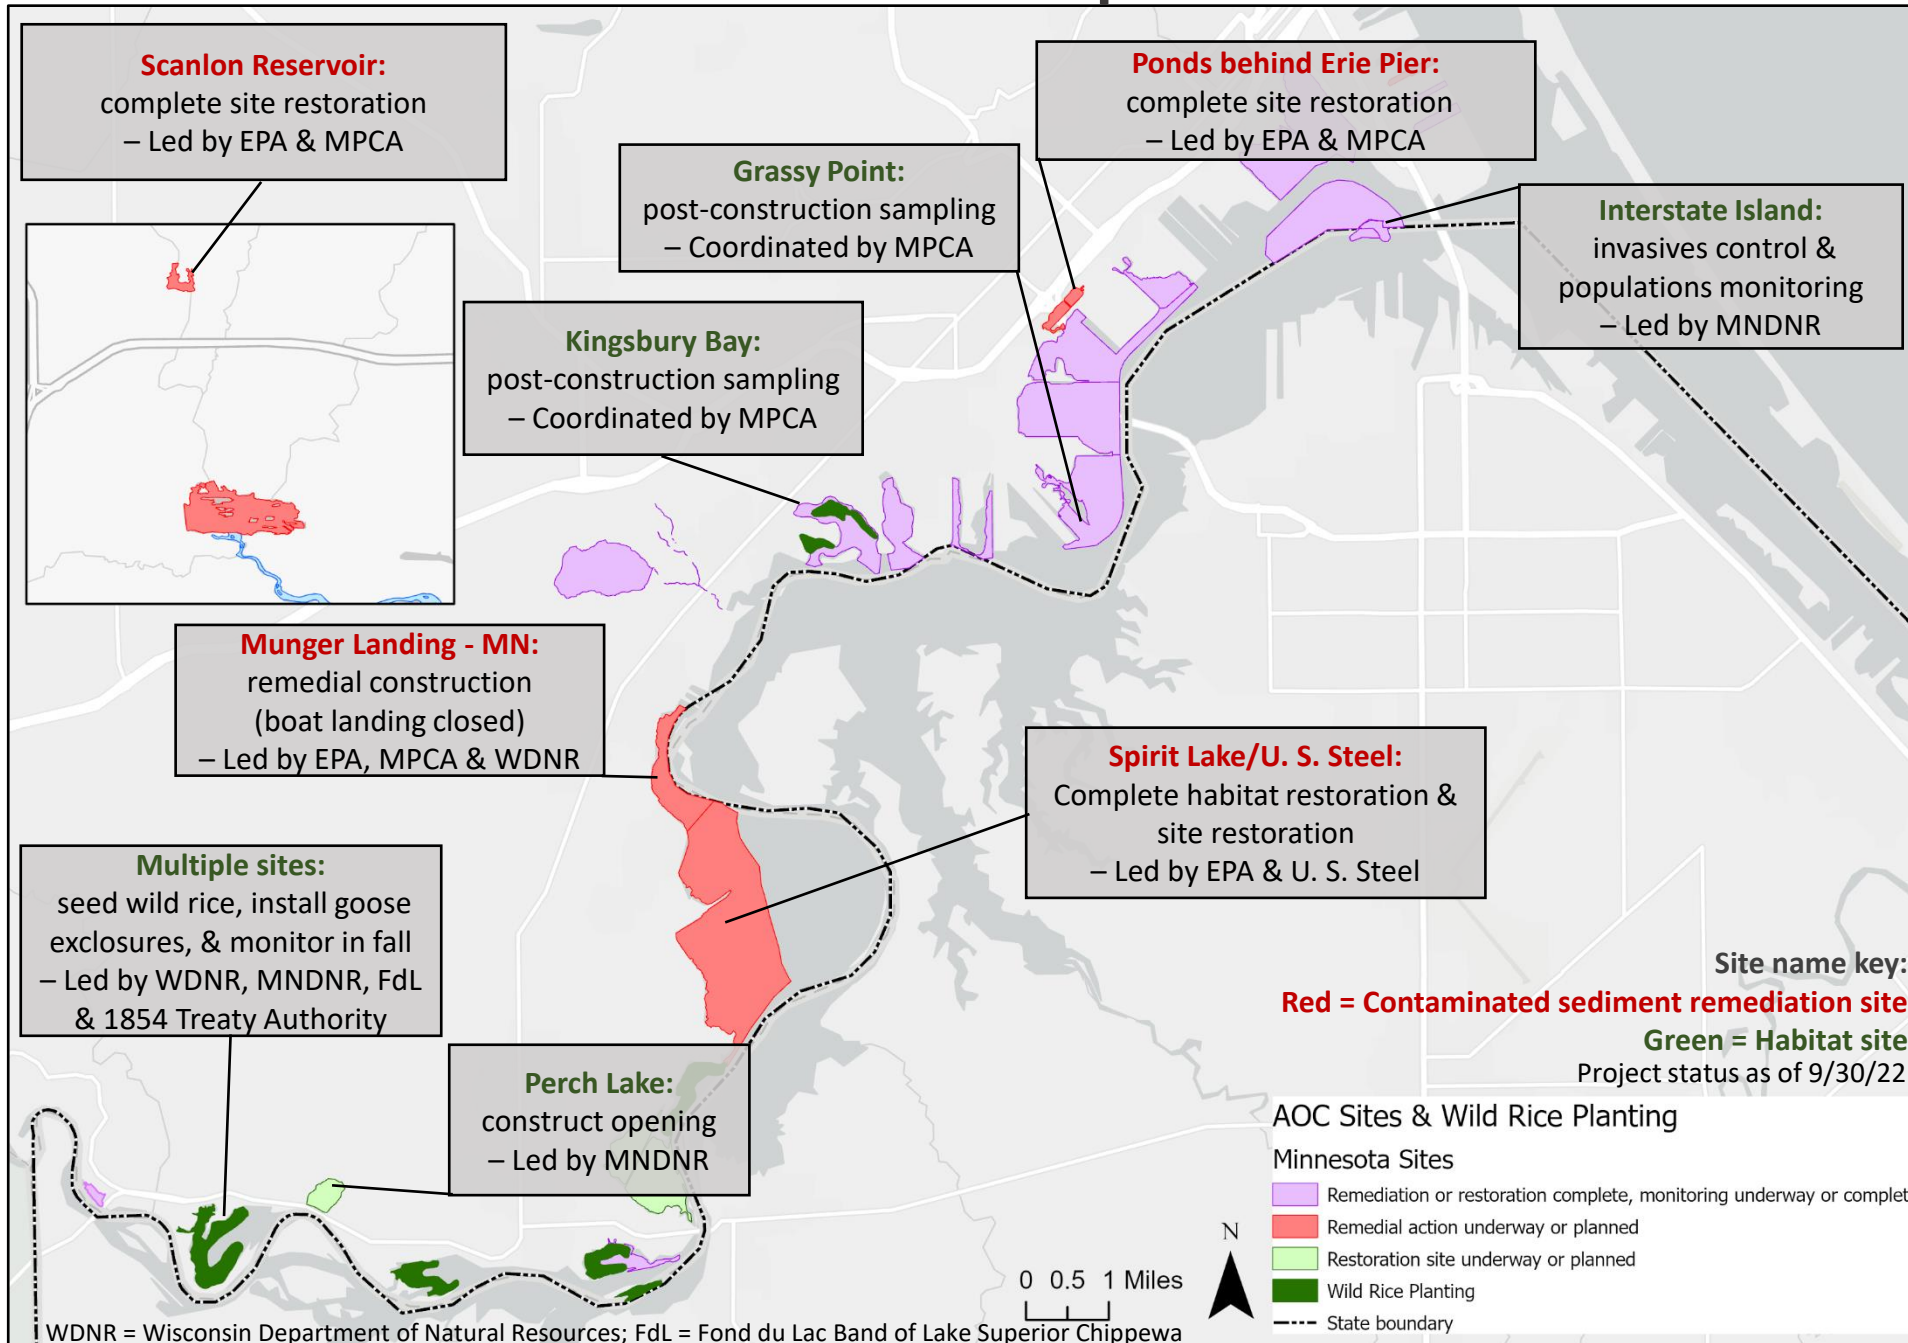 Scanlon Reservoir:
complete site restoration
– Led by EPA & MPCA
Ponds behind Erie Pier:
complete site restoration
– Led by EPA & MPCA
Grassy Point:
post-construction sampling
– Coordinated by MPCA
Interstate Island:
invasives control &
populations monitoring
– Led by MNDNR
Kingsbury Bay:
post-construction sampling
– Coordinated by MPCA
Munger Landing - MN:
remedial construction
(boat landing closed)
– Led by EPA, MPCA & WDNR
Spirit Lake/U. S. Steel:
Complete habitat restoration &
site restoration
– Led by EPA & U. S. Steel
Multiple sites:
seed wild rice, install goose
exclosures, & monitor in fall
– Led by WDNR, MNDNR, FdL
& 1854 Treaty Authority
Perch Lake:
construct opening
– Led by MNDNR
Site name key:
Red = Contaminated sediment remediation site
Green = Habitat site
Project status as of 9/30/22
AOC Sites & Wild Rice Planting
Minnesota Sites
Remediation or restoration complete, monitoring underway or complet
Remedial action underway or planned
Restoration site underway or planned
Wild Rice Planting
State boundary
N
0 0.5 1 Miles
WDNR = Wisconsin Department of Natural Resources; FdL = Fond du Lac Band of Lake Superior Chippewa